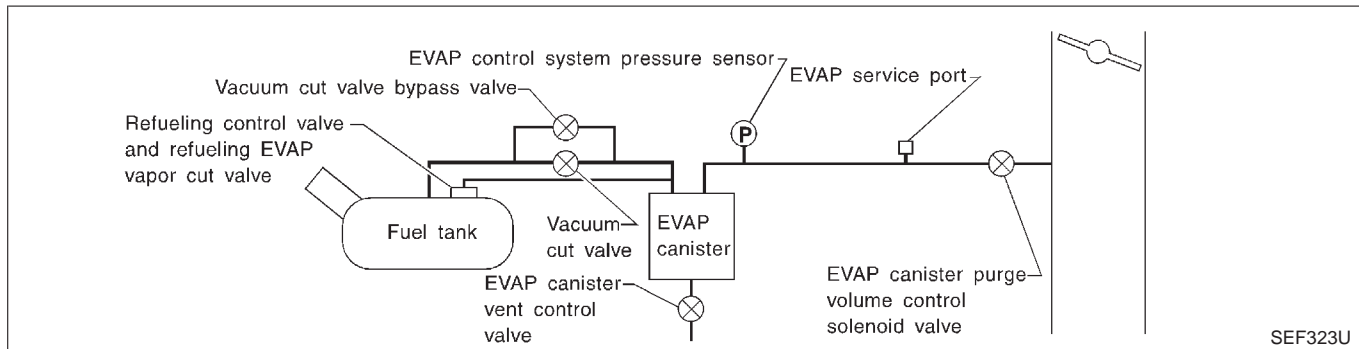 EVAP control system pressure sensor
EVAP service port
Vacuum cut valve bypass valve
Refueling control valve
and refueling EVAP
vapor cut valve
P
Fuel tank
Vacuum
cut valve
EVAP
canister
EVAP canister
vent control
valve
EVAP canister purge
volume control
solenoid valve
SEF323U